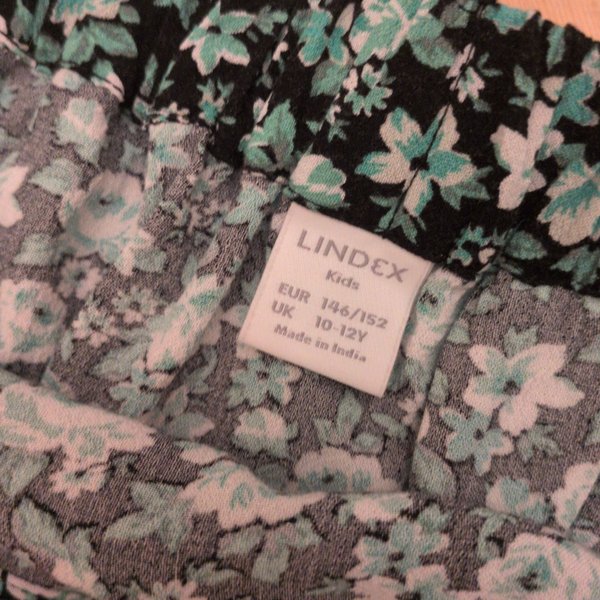 LINDEX
Kids
EUR 146/152
UK 10-12Y
Made in India